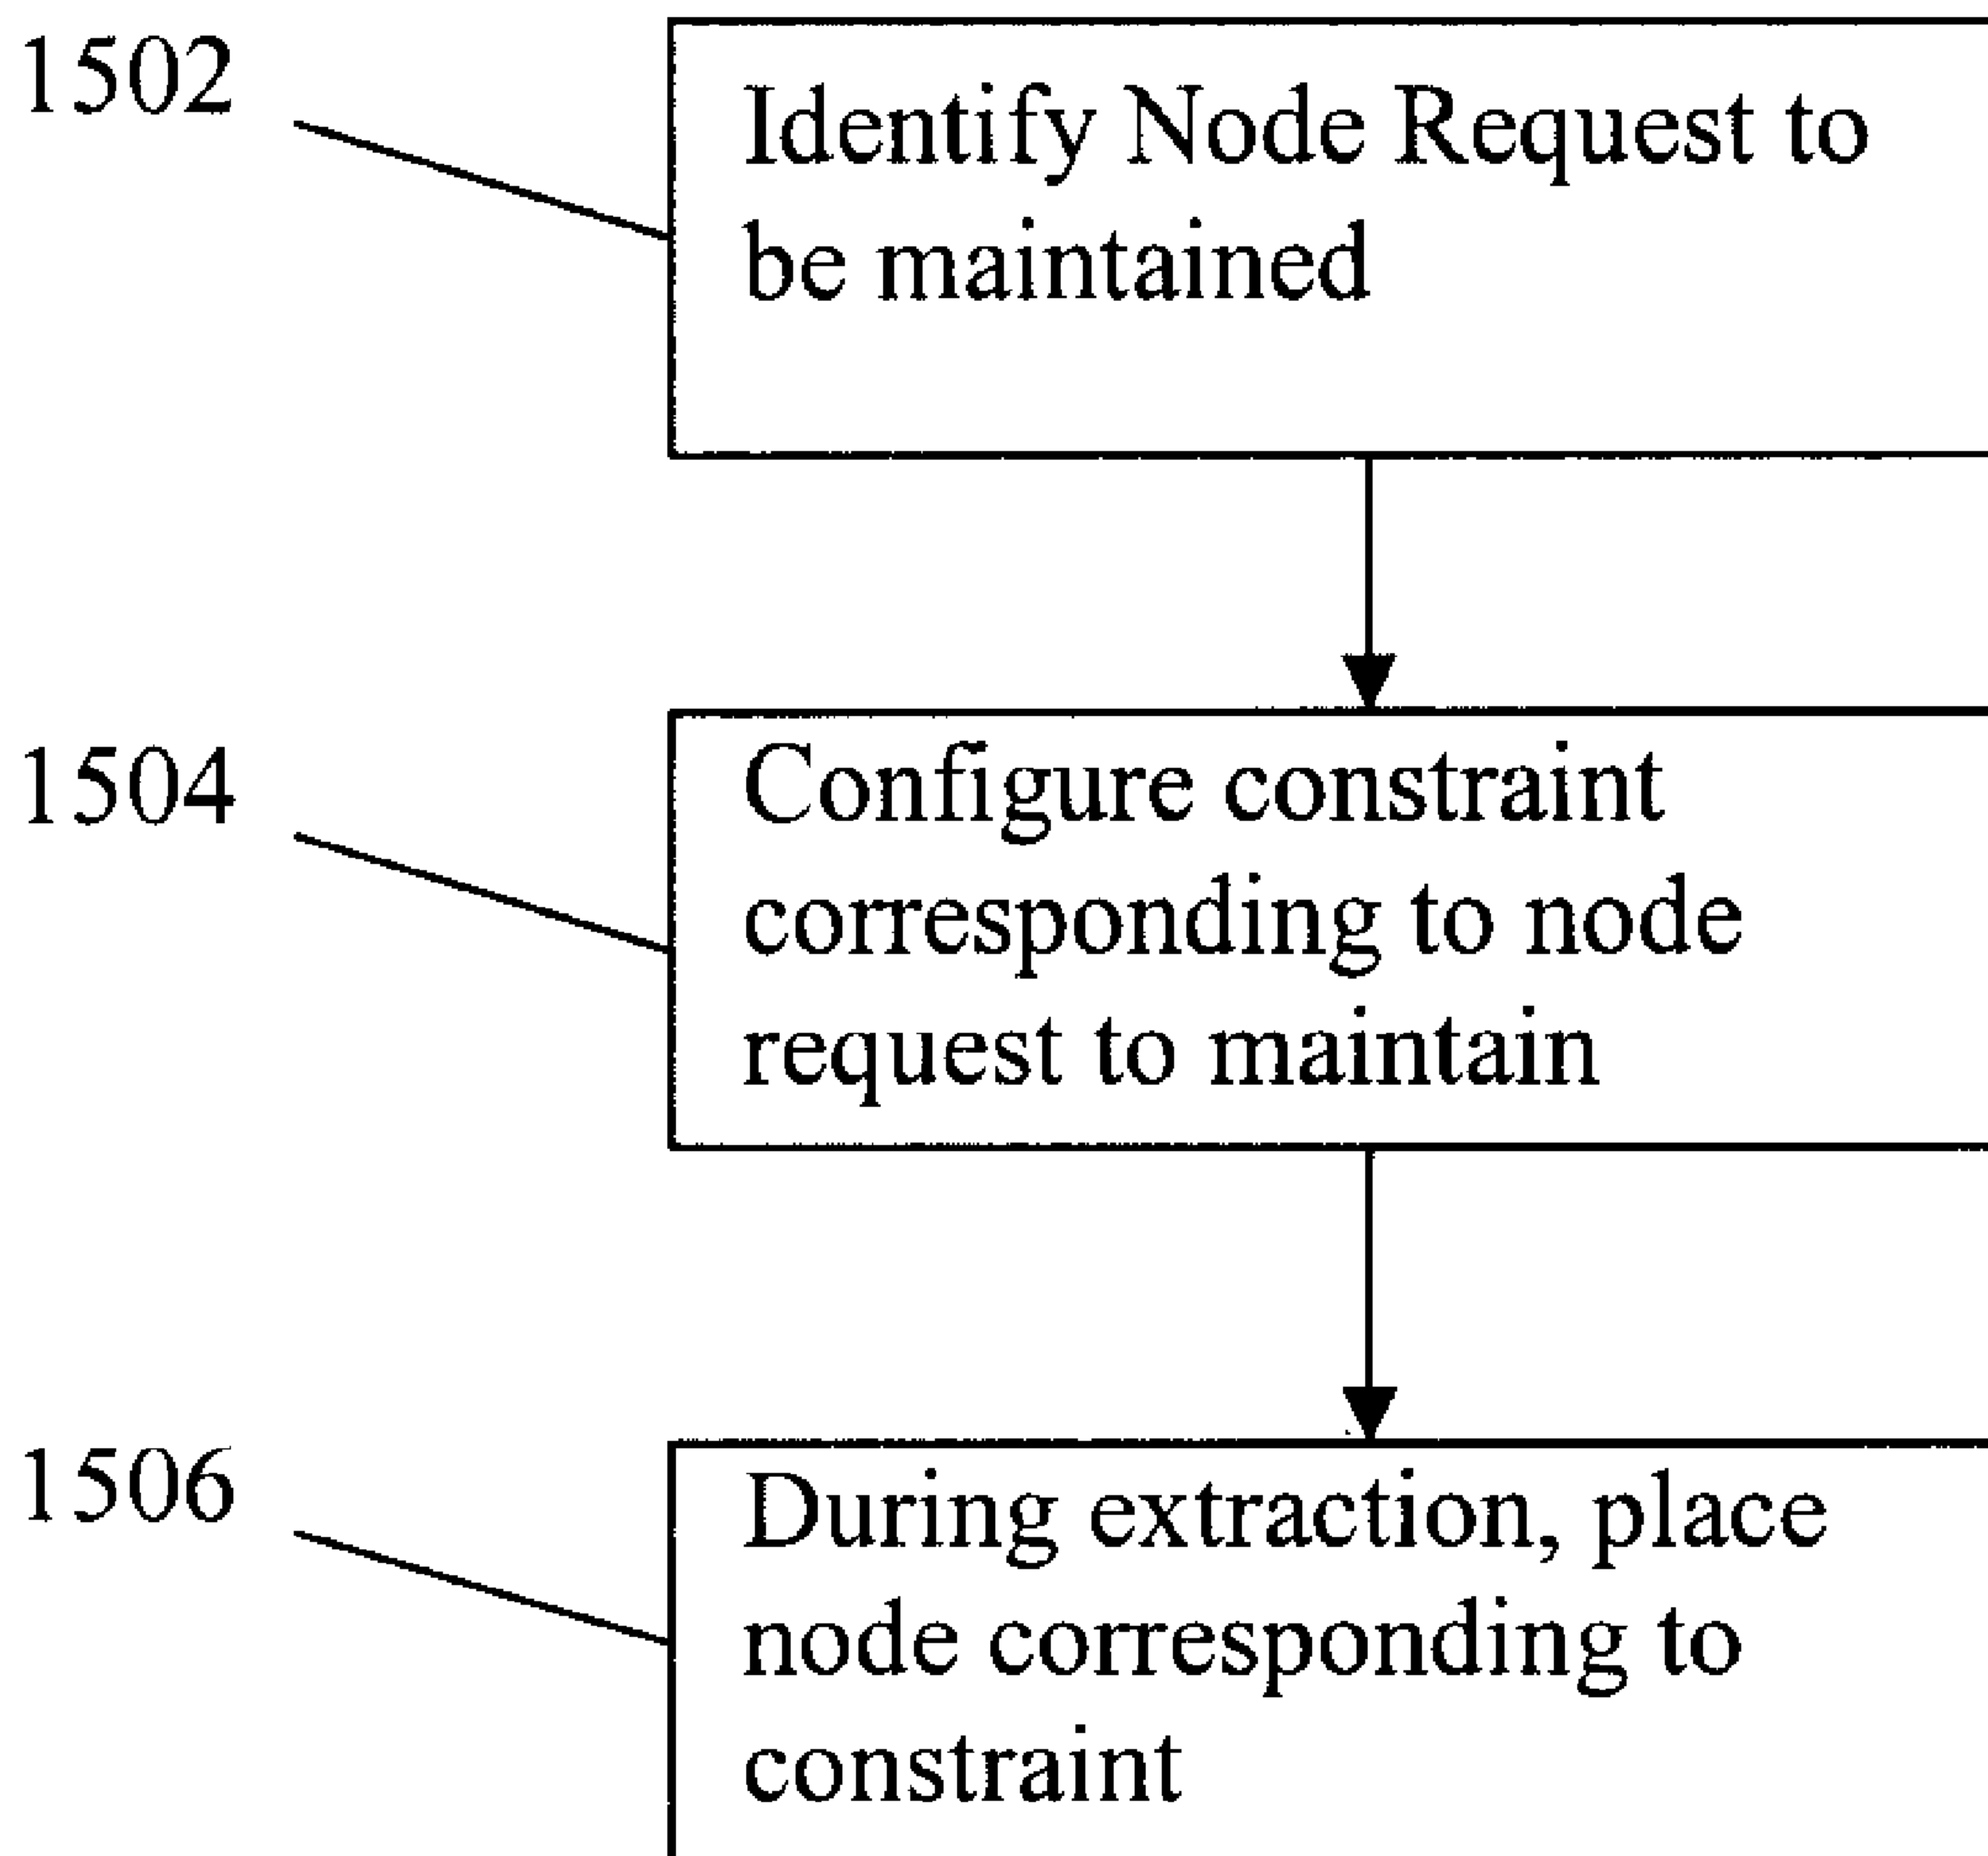 1502
Identify Node Request to
be maintained
1504
Configure constraint
corresponding to node
request to maintain
1506
During extraction, place
node corresponding to
constraint